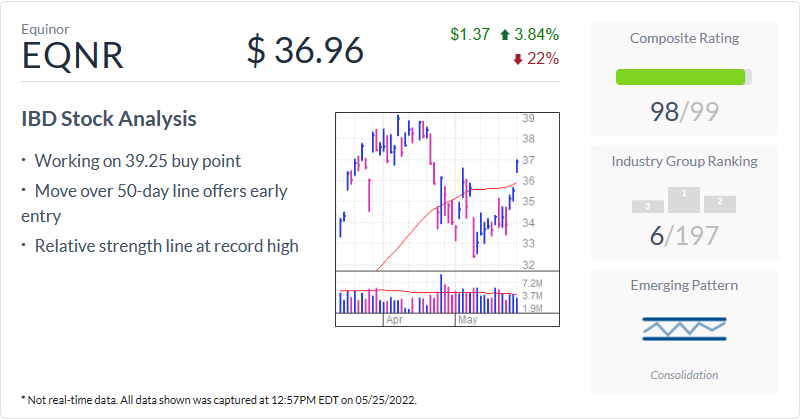 Equinor
EQNR
$ 36.96
$1.37 3.84%
22%
IBD Stock Analysis
· Working on 39.25 buy point
· Move over 50-day line offers early
entry
· Relative strength line at record high
39
38
37
36
35
34
33
32
7.2M
3.7M
1.9M
Apr
May
Composite Rating
98/99
Industry Group Ranking
3
1
2
6/197
Emerging Pattern
Consolidation
* Not real-time data. All data shown was captured at 12:57PM EDT on 05/25/2022.